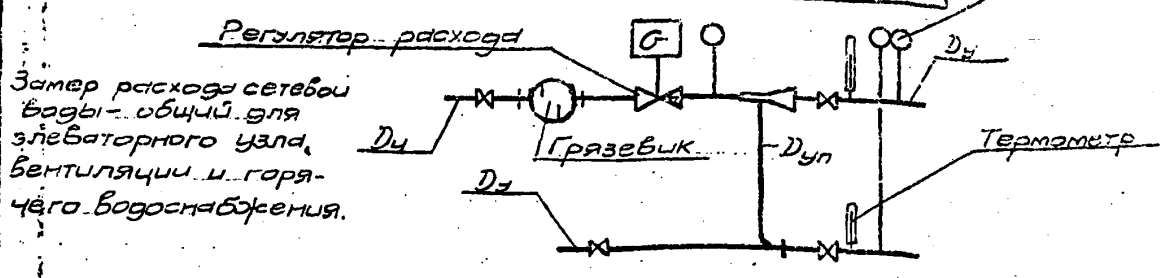 Регулятор расхода
G
Замер расхода сетевой
воды - общий для
элеваторного узла,
вентиляции и горя-
чего водоснабжения.
Dу
Dу
Грязевик
Dуп
Термометр
Dу